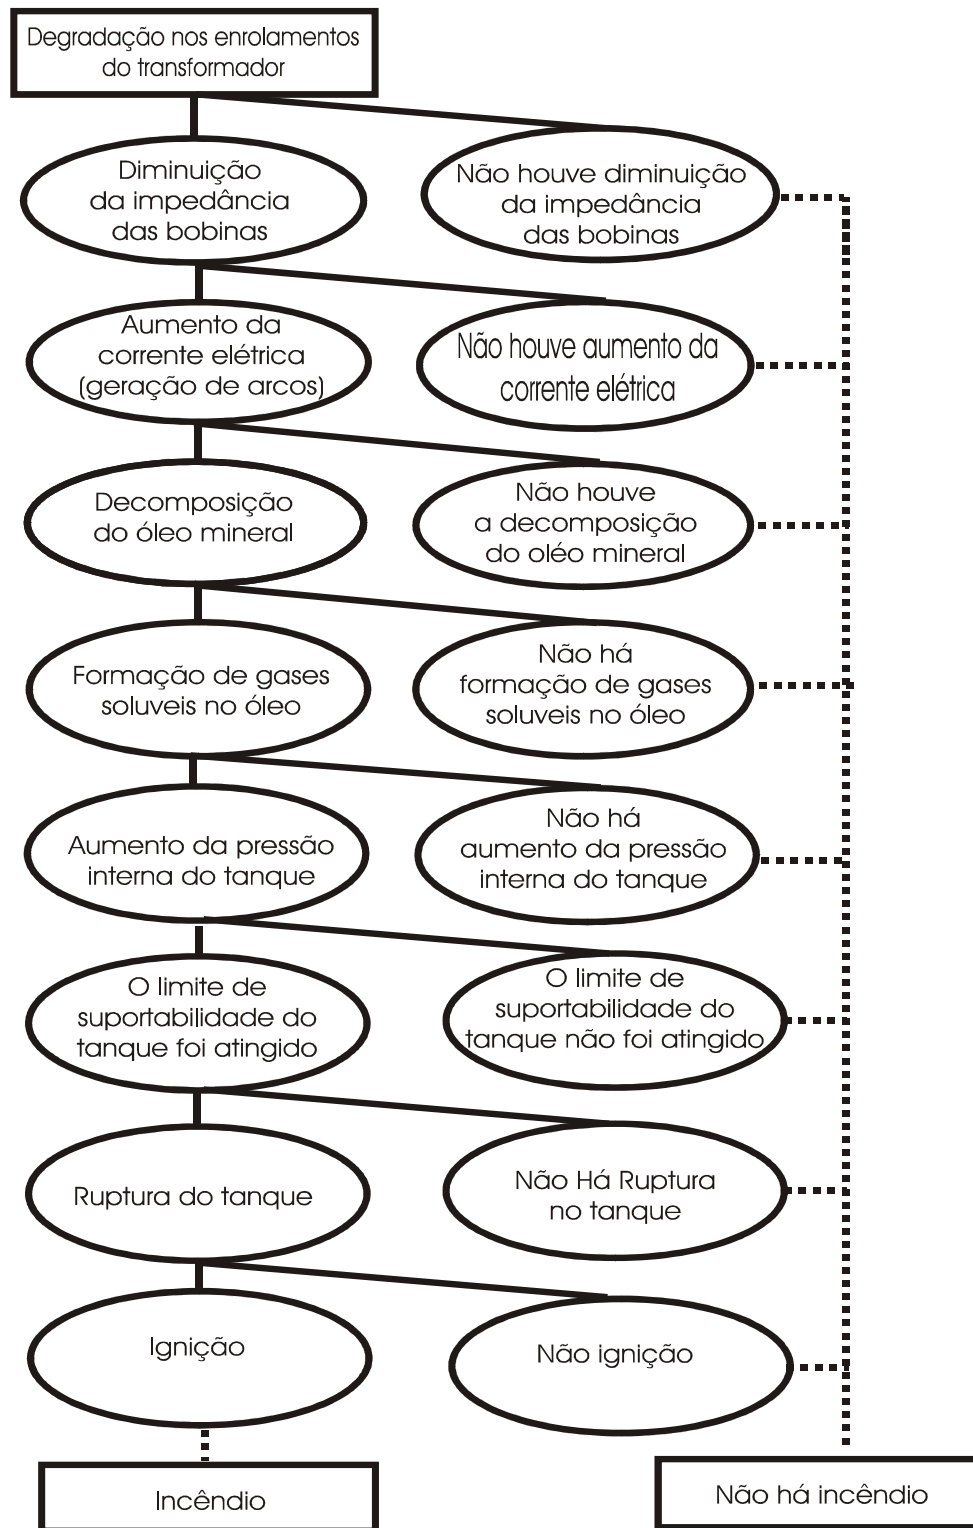 Degradação nos enrolamentos
do transformador
Diminuição
da impedância
das bobinas
Não houve diminuição
da impedância
das bobinas
Aumento da
corrente elétrica
(geração de arcos)
Não houve aumento da
corrente elétrica
Decomposição
do óleo mineral
Não houve
a decomposição
do oléo mineral
Formação de gases
soluveis no óleo
Não há
formação de gases
soluveis no óleo
Aumento da pressão
interna do tanque
Não há
aumento da pressão
interna do tanque
O limite de
suportabilidade do
tanque foi atingido
O limite de
suportabilidade do
tanque não foi atingido
Ruptura do tanque
Não Há Ruptura
no tanque
Ignição
Não ignição
Incêndio
Não há incêndio